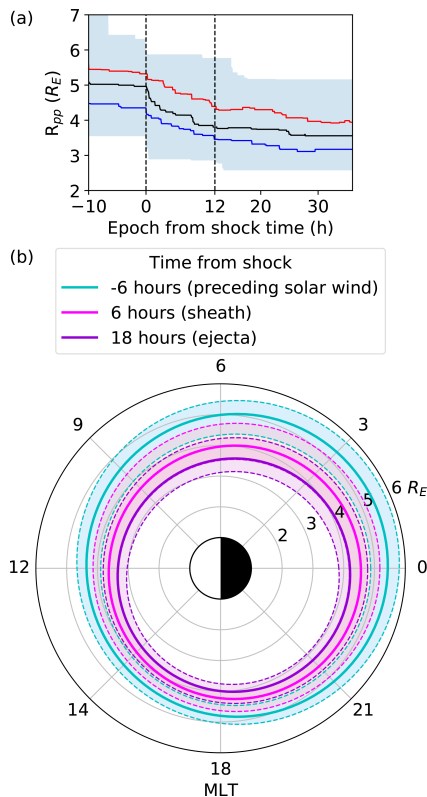 (a)
7
6
5
4
3
2
R_pp (R_E)
−10 0 12 20 30
Epoch from shock time (h)
(b)
Time from shock
-6 hours (preceding solar wind)
6 hours (sheath)
18 hours (ejecta)
6
9 3
6 R_E
5
4
3
2
12 0
14 21
18
MLT